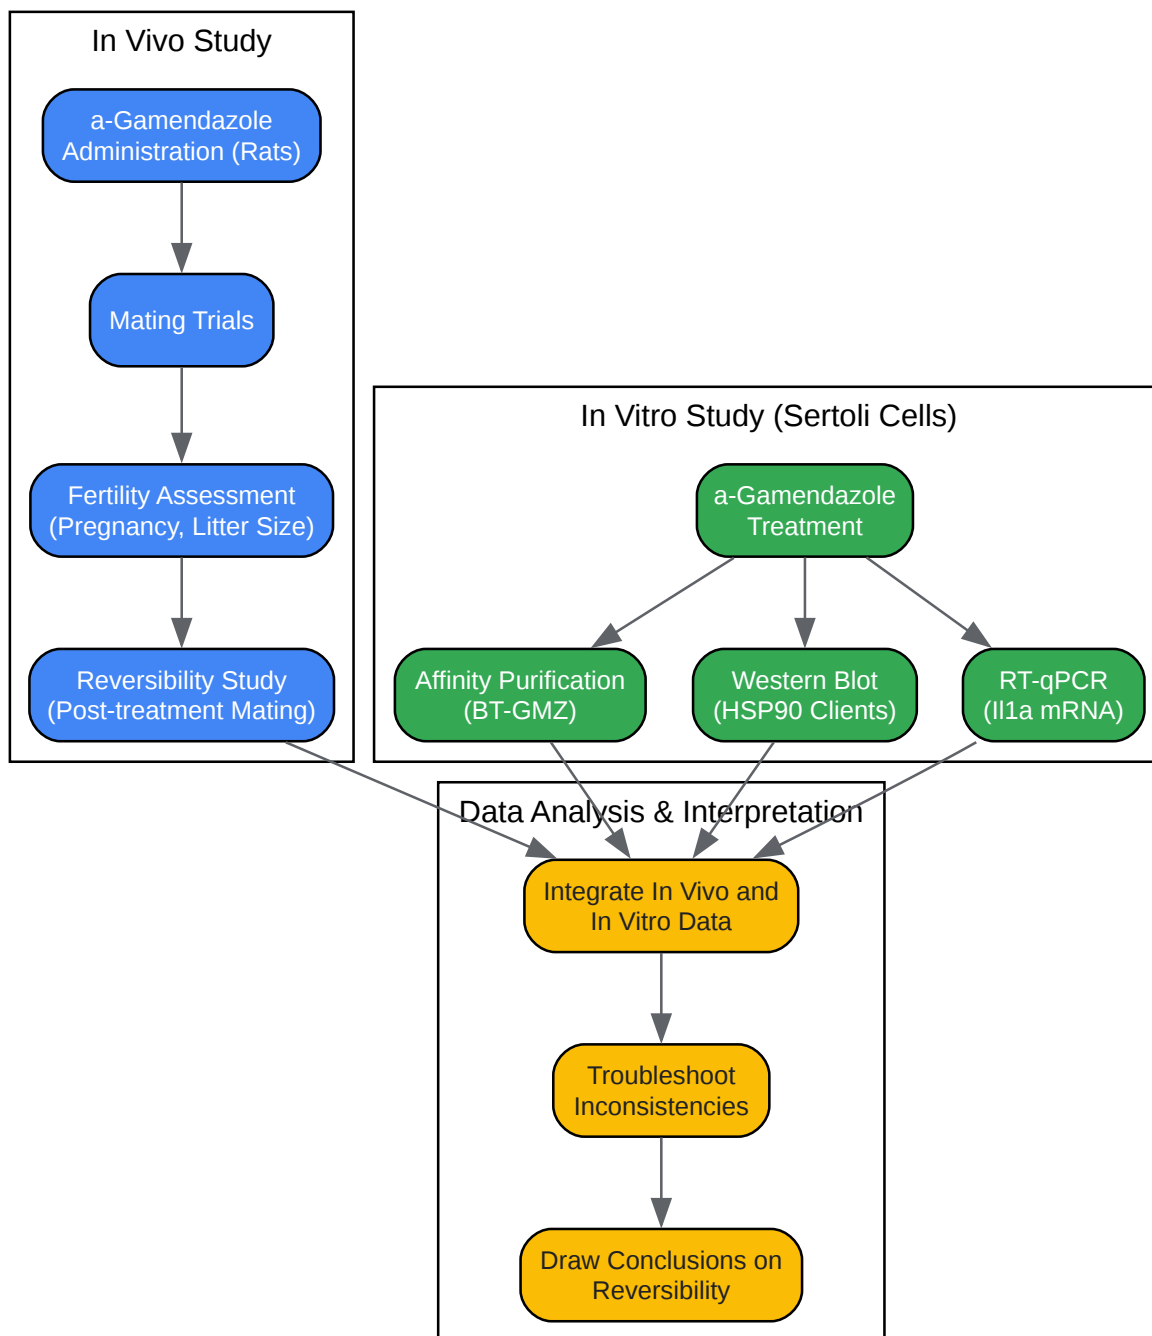 In Vivo Study
a-Gamendazole
Administration (Rats)
Mating Trials
Fertility Assessment
(Pregnancy, Litter Size)
Reversibility Study
(Post-treatment Mating)
In Vitro Study (Sertoli Cells)
a-Gamendazole
Treatment
Affinity Purification
(BT-GMZ)
Western Blot
(HSP90 Clients)
RT-qPCR
(Il1a mRNA)
Data Analysis & Interpretation
Integrate In Vivo and
In Vitro Data
Troubleshoot
Inconsistencies
Draw Conclusions on
Reversibility